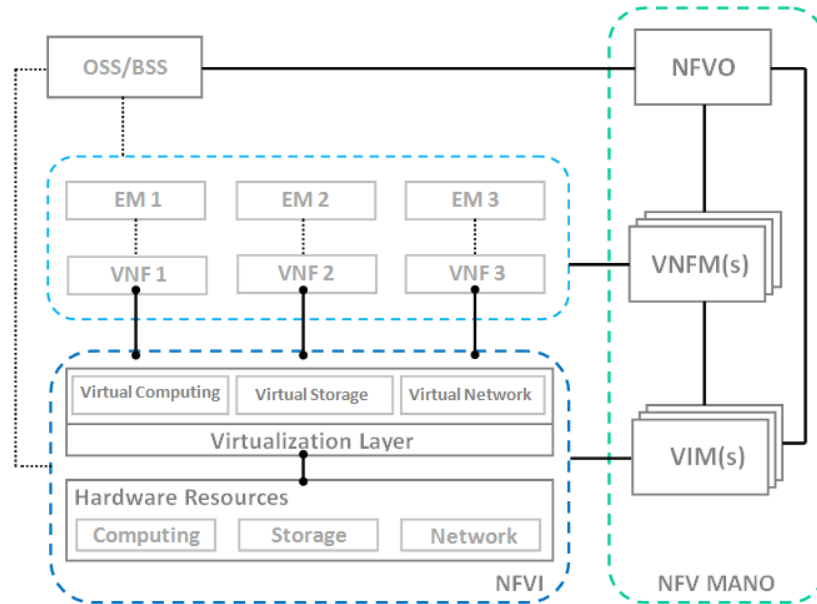 OSS/BSS
NFVO
EM 1
EM 2
EM 3
VNF 1
VNF 2
VNF 3
VNFM(s)
Virtual Computing
Virtual Storage
Virtual Network
Virtualization Layer
VIM(s)
Hardware Resources
Computing
Storage
Network
NFVI
NFV MANO